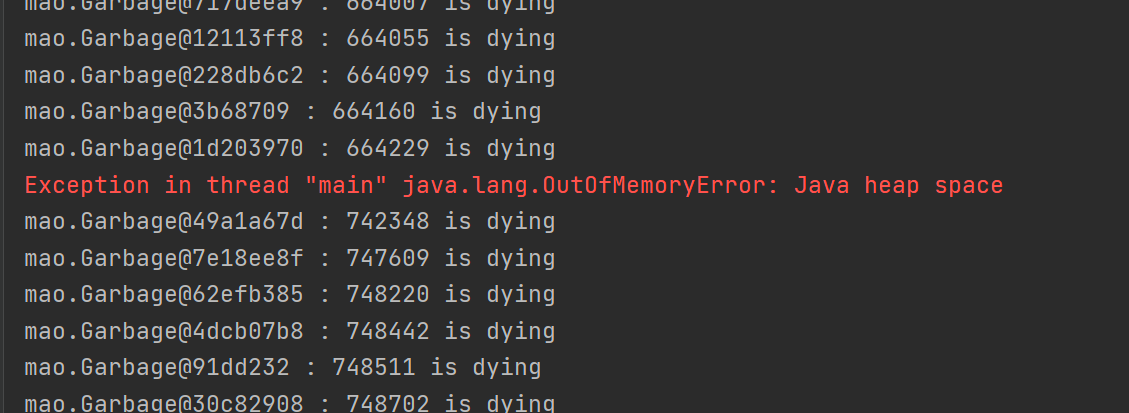 mao.Garbage@717deea9 : 664007 is dying
mao.Garbage@12113ff8 : 664055 is dying
mao.Garbage@228db6c2 : 664099 is dying
mao.Garbage@3b68709 : 664160 is dying
mao.Garbage@1d203970 : 664229 is dying
Exception in thread "main" java.lang.OutOfMemoryError: Java heap space
mao.Garbage@49a1a67d : 742348 is dying
mao.Garbage@7e18ee8f : 747609 is dying
mao.Garbage@62efb385 : 748220 is dying
mao.Garbage@4dcb07b8 : 748442 is dying
mao.Garbage@91dd232 : 748511 is dying
mao.Garbage@30c82908 : 748702 is dying